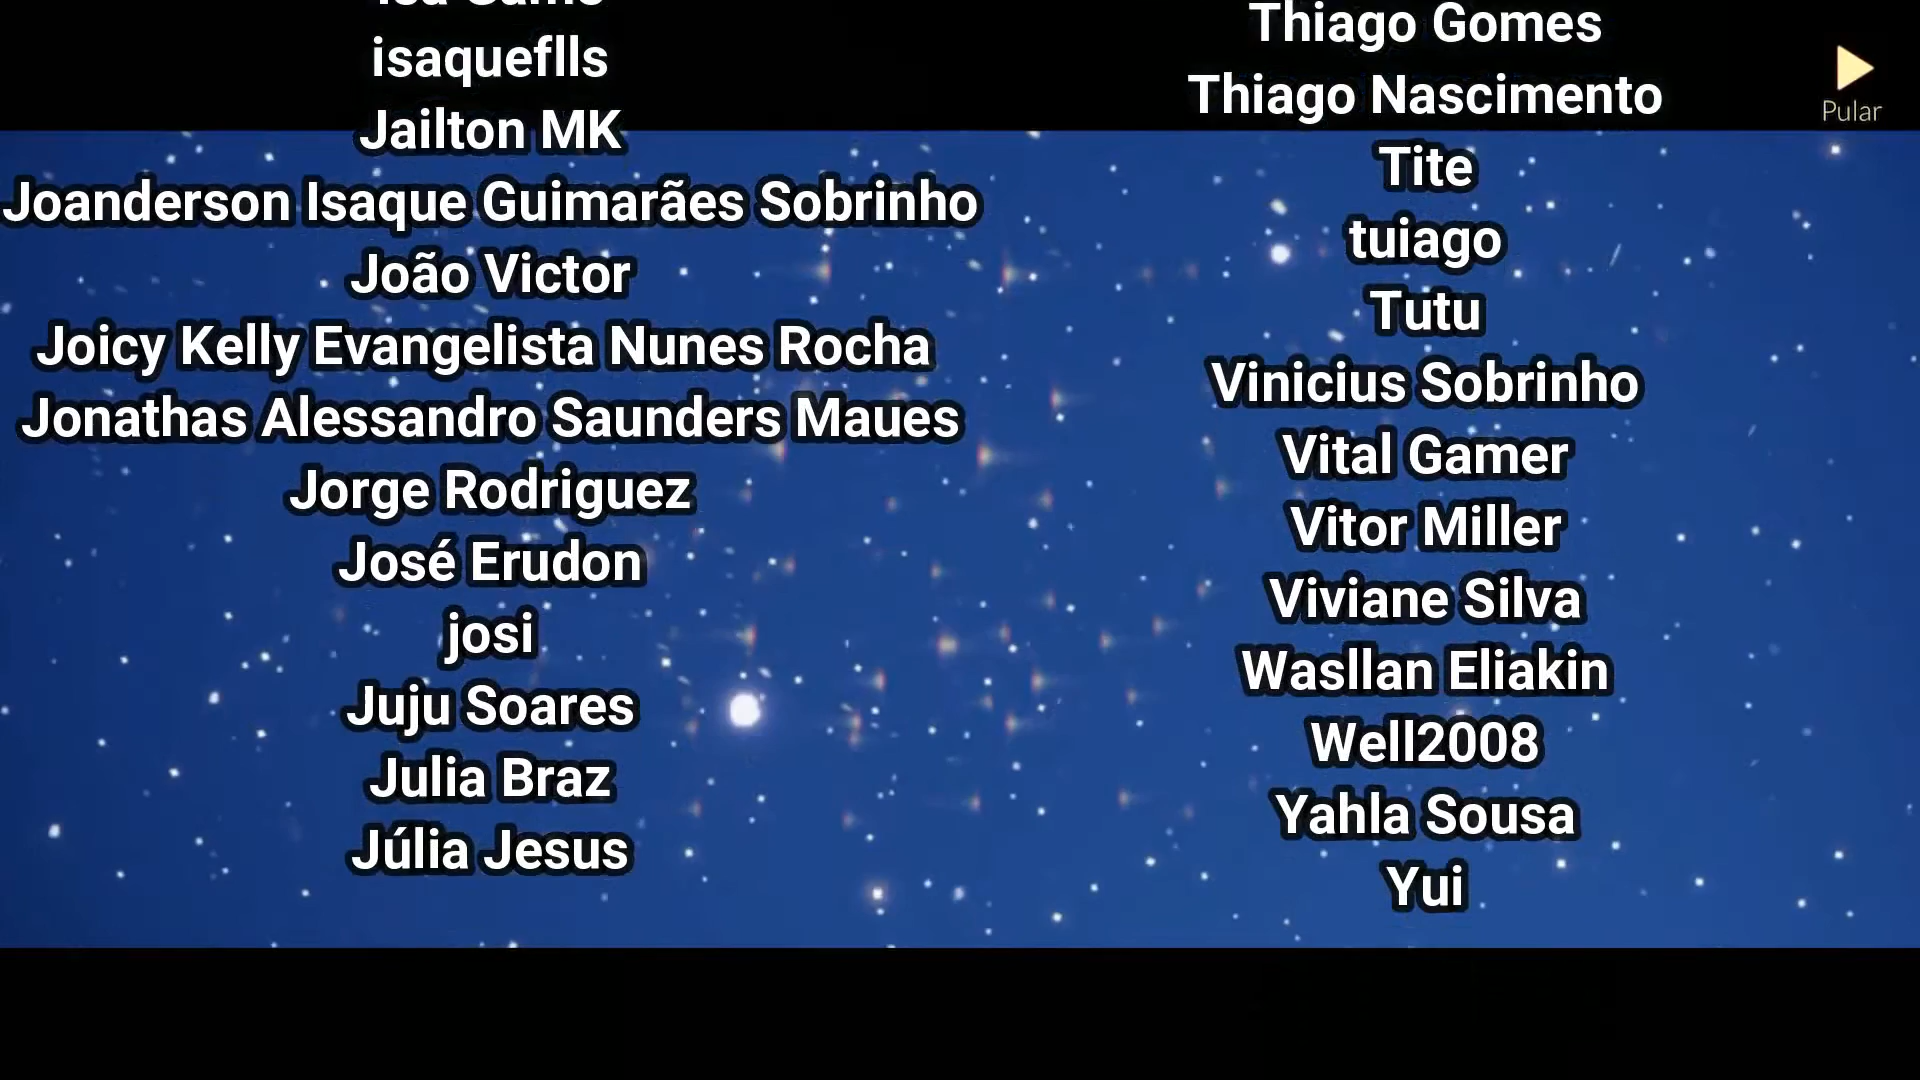 isaqueflls
Jailton MK
Joanderson Isaque Guimarães Sobrinho
João Victor
Joicy Kelly Evangelista Nunes Rocha
Jonathas Alessandro Saunders Maues
Jorge Rodriguez
José Erudon
josi
Juju Soares
Julia Braz
Júlia Jesus
Thiago Gomes
Thiago Nascimento
Tite
tuiago
Tutu
Vinicius Sobrinho
Vital Gamer
Vitor Miller
Viviane Silva
Wasllan Eliakin
Well2008
Yahla Sousa
Yui
Pular